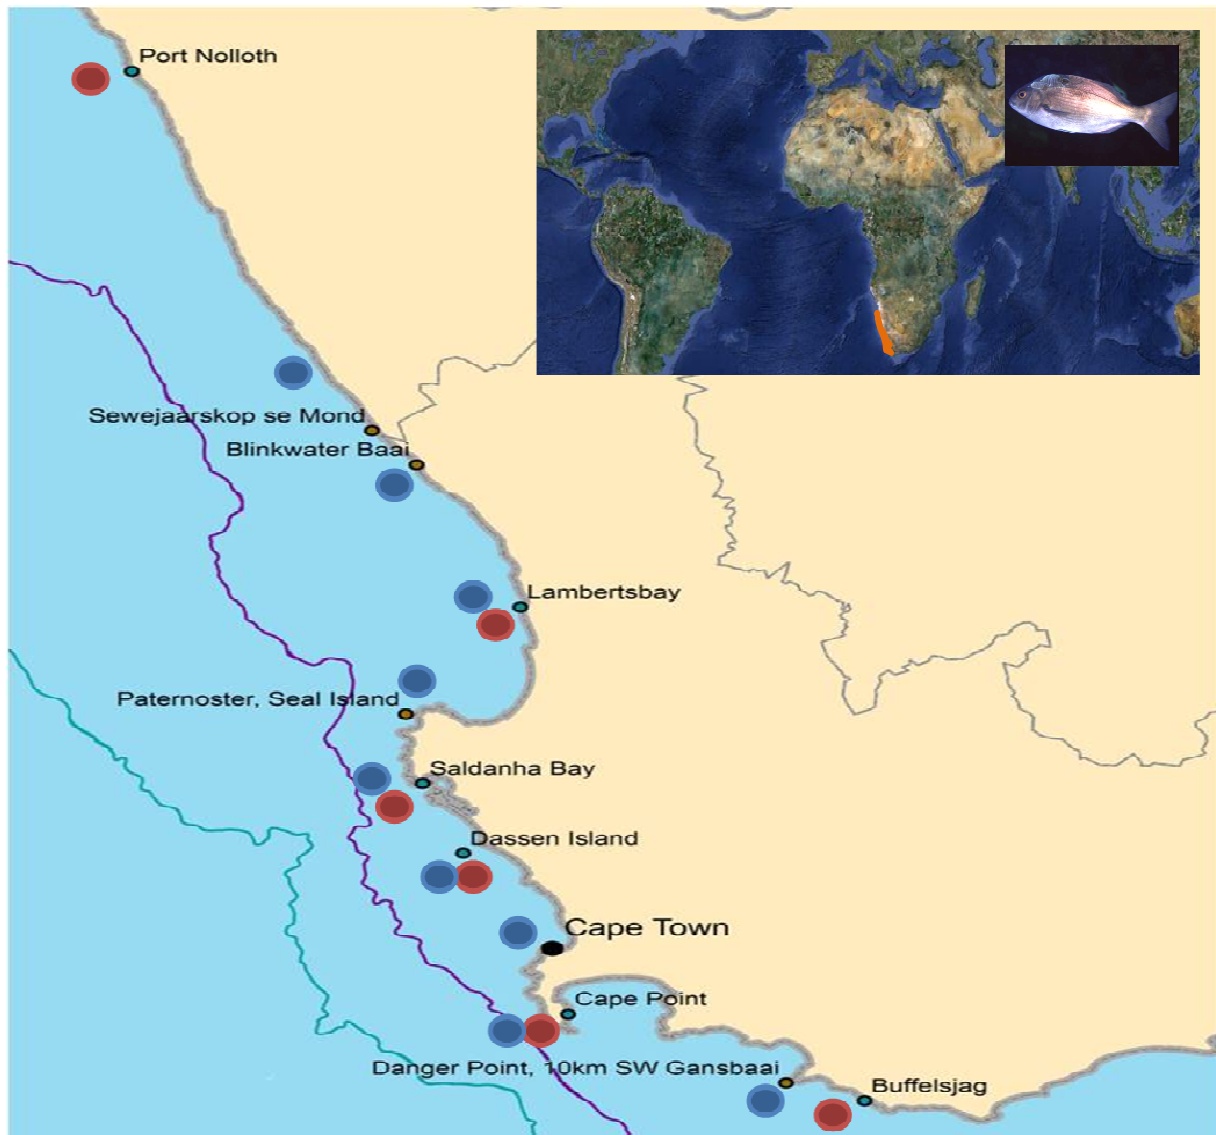 Port Nolloth
Sewejaarskop se Mond
Blinkwater Baai
Lambertsbay
Paternoster, Seal Island
Saldanha Bay
Dassen Island
Cape Town
Cape Point
Danger Point, 10km SW Gansbaai
Buffelsjag